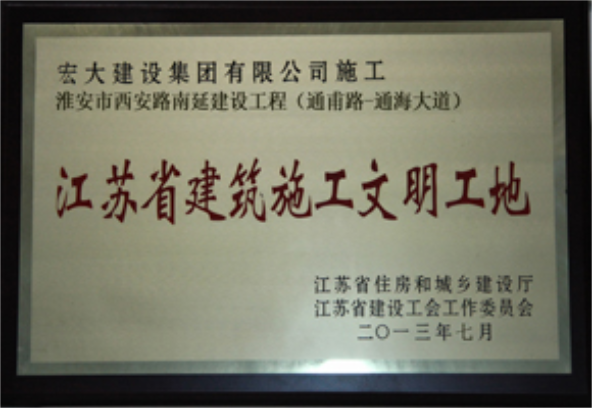 宏大建设集团有限公司施工
淮安市西安路南延建设工程（通甫路-通海大道）
江苏省建筑施工文明工地
江苏省住房和城乡建设厅
江苏省建设工会工作委员会
二〇一三年七月